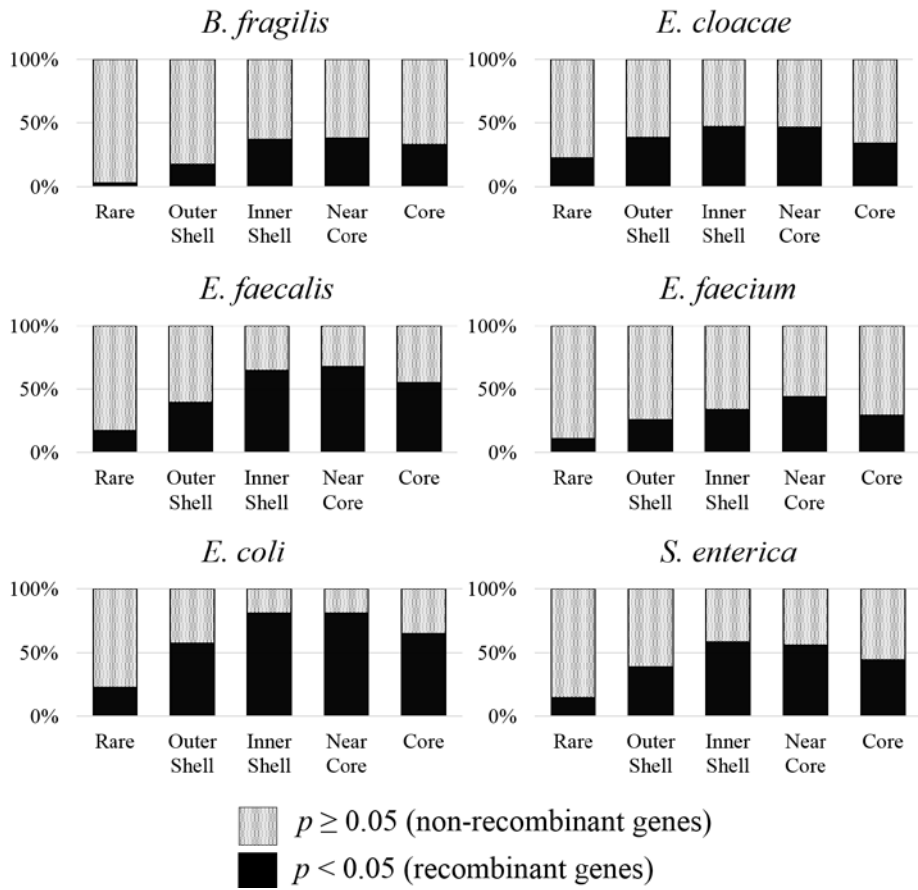 B. fragilis
100%
50%
0%
Rare
Outer
Shell
Inner
Shell
Near
Core
Core
E. cloacae
100%
50%
0%
Rare
Outer
Shell
Inner
Shell
Near
Core
Core
E. faecalis
100%
50%
0%
Rare
Outer
Shell
Inner
Shell
Near
Core
Core
E. faecium
100%
50%
0%
Rare
Outer
Shell
Inner
Shell
Near
Core
Core
E. coli
100%
50%
0%
Rare
Outer
Shell
Inner
Shell
Near
Core
Core
S. enterica
100%
50%
0%
Rare
Outer
Shell
Inner
Shell
Near
Core
Core
p ≥ 0.05 (non-recombinant genes)
p < 0.05 (recombinant genes)